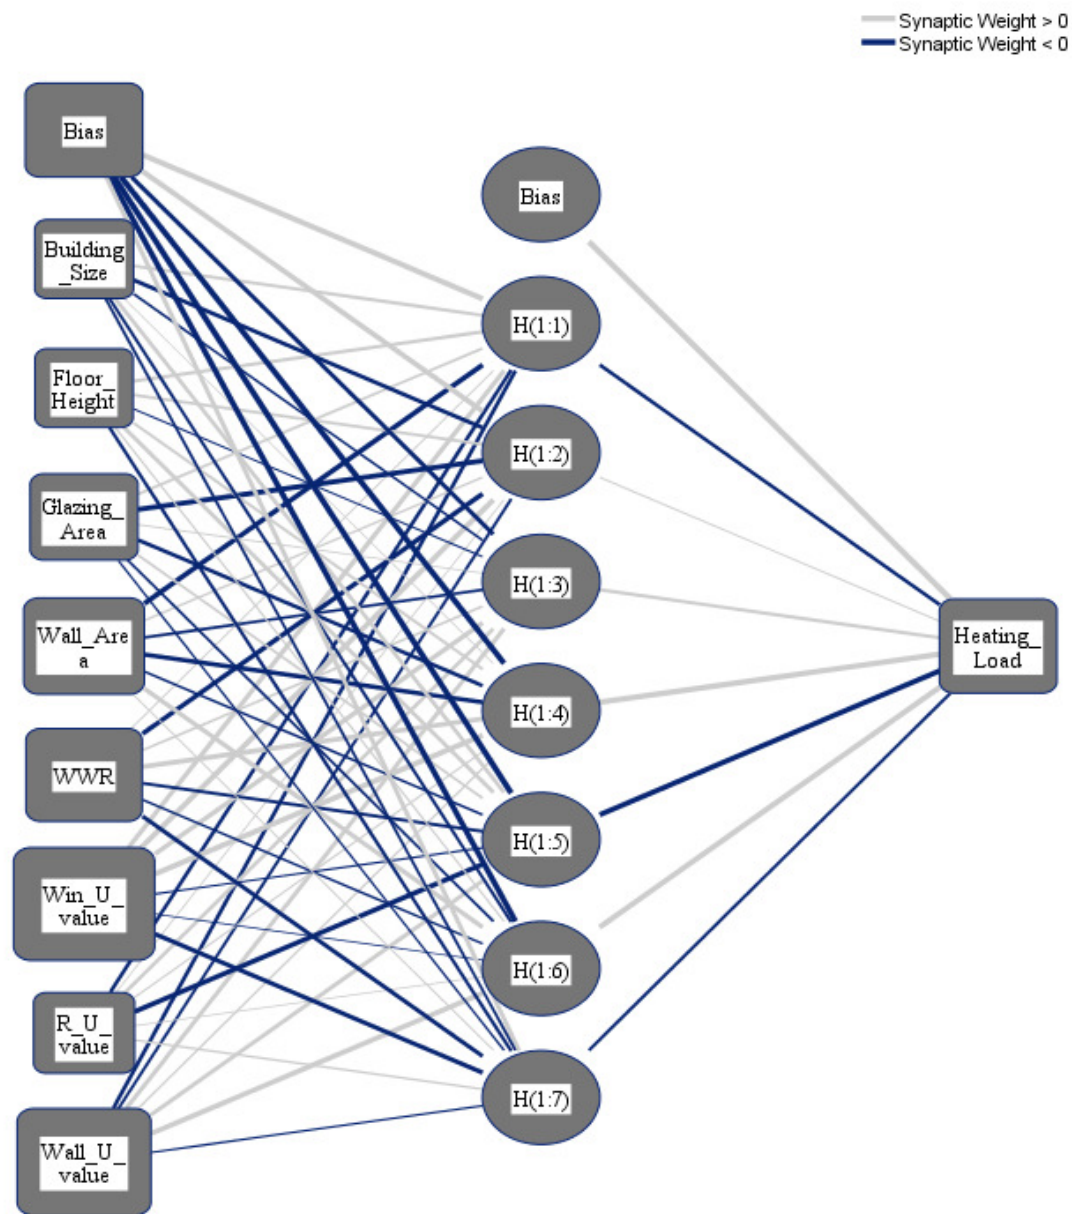 Synaptic Weight > 0
Synaptic Weight < 0
Bias
Building
_Size
Floor_
Height
Glazing_
Area
Wall_Are
a
WWR
Win_U_
value
R_U_
value
Wall_U_
value
Bias
H(1:1)
H(1:2)
H(1:3)
H(1:4)
H(1:5)
H(1:6)
H(1:7)
Heating_
Load